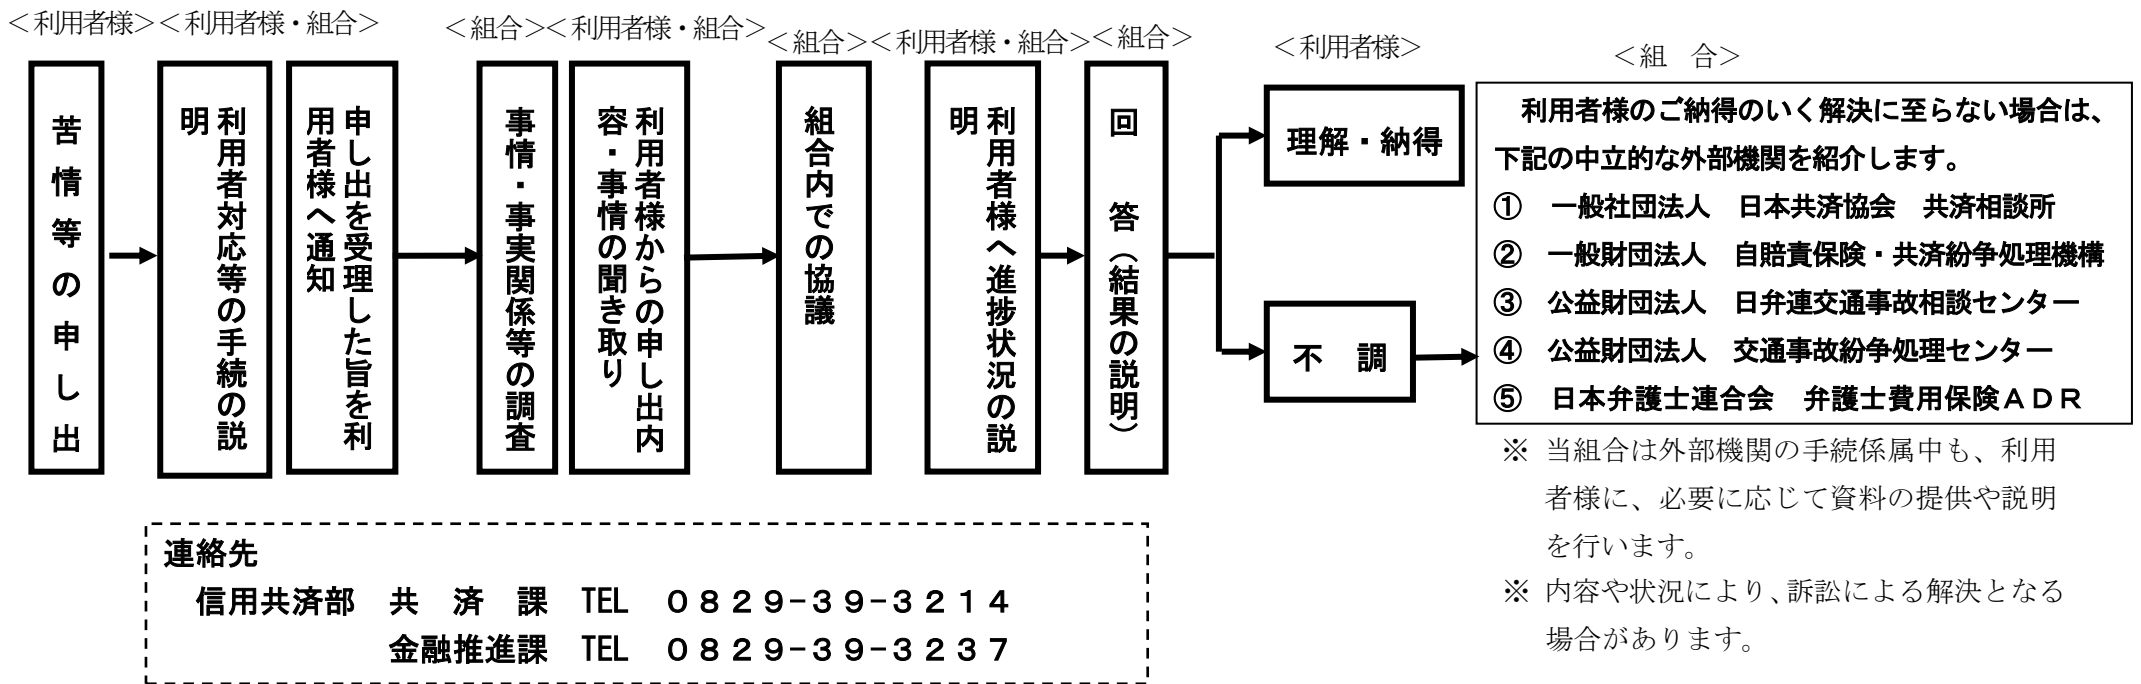 ＜利用者様＞
苦情等の申し出
＜利用者様・組合＞
利用者対応等の手続の説
明
申し出を受理した旨を利
用者様へ通知
＜組合＞
事情・事実関係等の調査
＜利用者様・組合＞
利用者様からの申し出内
容・事情の聞き取り
＜組合＞
組合内での協議
＜利用者様・組合＞
利用者様へ進捗状況の説
明
＜組合＞
回　答（結果の説明）
＜利用者様＞
理解・納得
不　調
＜組　合＞
利用者様のご納得のいく解決に至らない場合は、
下記の中立的な外部機関を紹介します。
①　一般社団法人　日本共済協会　共済相談所
②　一般財団法人　自賠責保険・共済紛争処理機構
③　公益財団法人　日弁連交通事故相談センター
④　公益財団法人　交通事故紛争処理センター
⑤　日本弁護士連合会　弁護士費用保険ＡＤＲ
※ 当組合は外部機関の手続係属中も、利用
者様に、必要に応じて資料の提供や説明
を行います。
※ 内容や状況により、訴訟による解決となる
場合があります。
連絡先
信用共済部　共　済　課　TEL　０８２９-３９-３２１４
金融推進課　TEL　０８２９-３９-３２３７